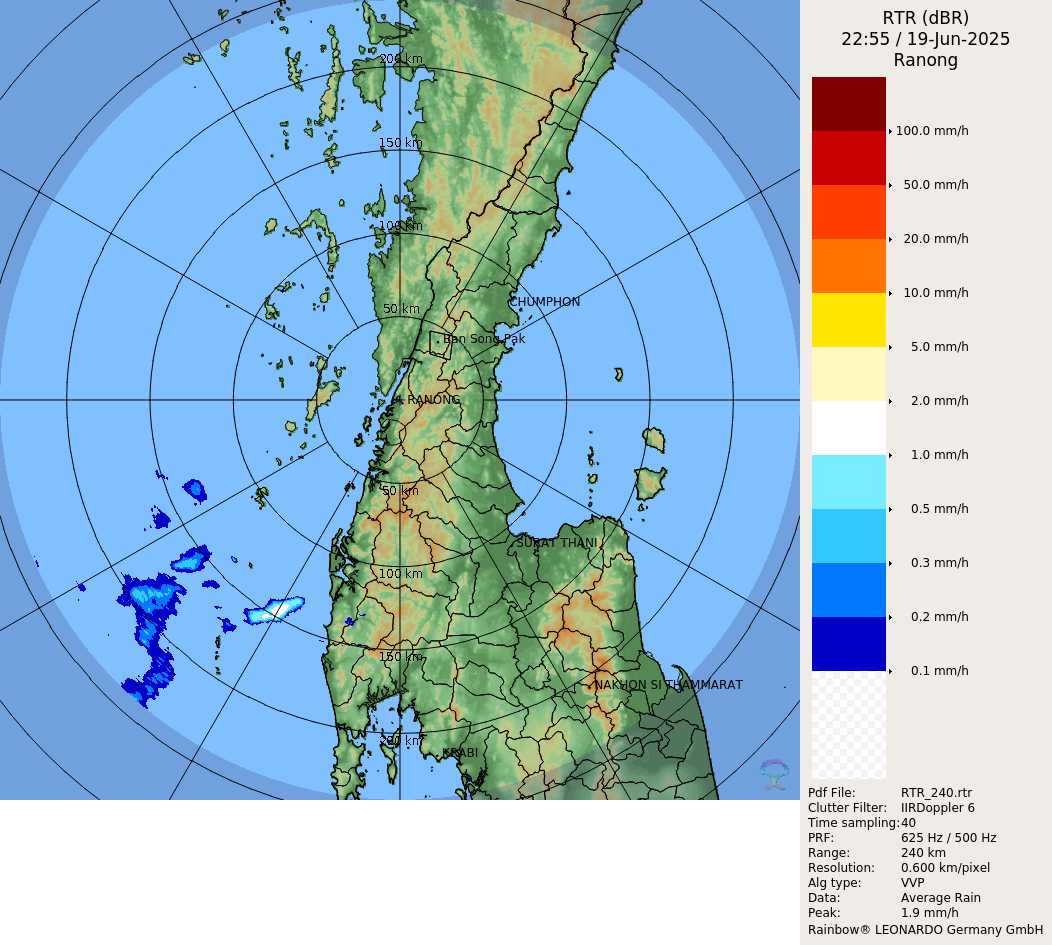 RTR (dBR)
22:55 / 19-Jun-2025
Ranong
100.0 mm/h
50.0 mm/h
20.0 mm/h
10.0 mm/h
5.0 mm/h
2.0 mm/h
1.0 mm/h
0.5 mm/h
0.3 mm/h
0.2 mm/h
0.1 mm/h
200 km
150 km
100 km
50 km
CHUMPHON
Ban Song Pak
RANONG
50 km
SURAT THANI
100 km
150 km
NAKHON SI THAMMARAT
200 km
KRABI
Pdf File: RTR_240.rtr
Clutter Filter: IIRDoppler 6
Time sampling: 40
PRF: 625 Hz / 500 Hz
Range: 240 km
Resolution: 0.600 km/pixel
Alg type: VVP
Data: Average Rain
Peak: 1.9 mm/h
Rainbow® LEONARDO Germany GmbH